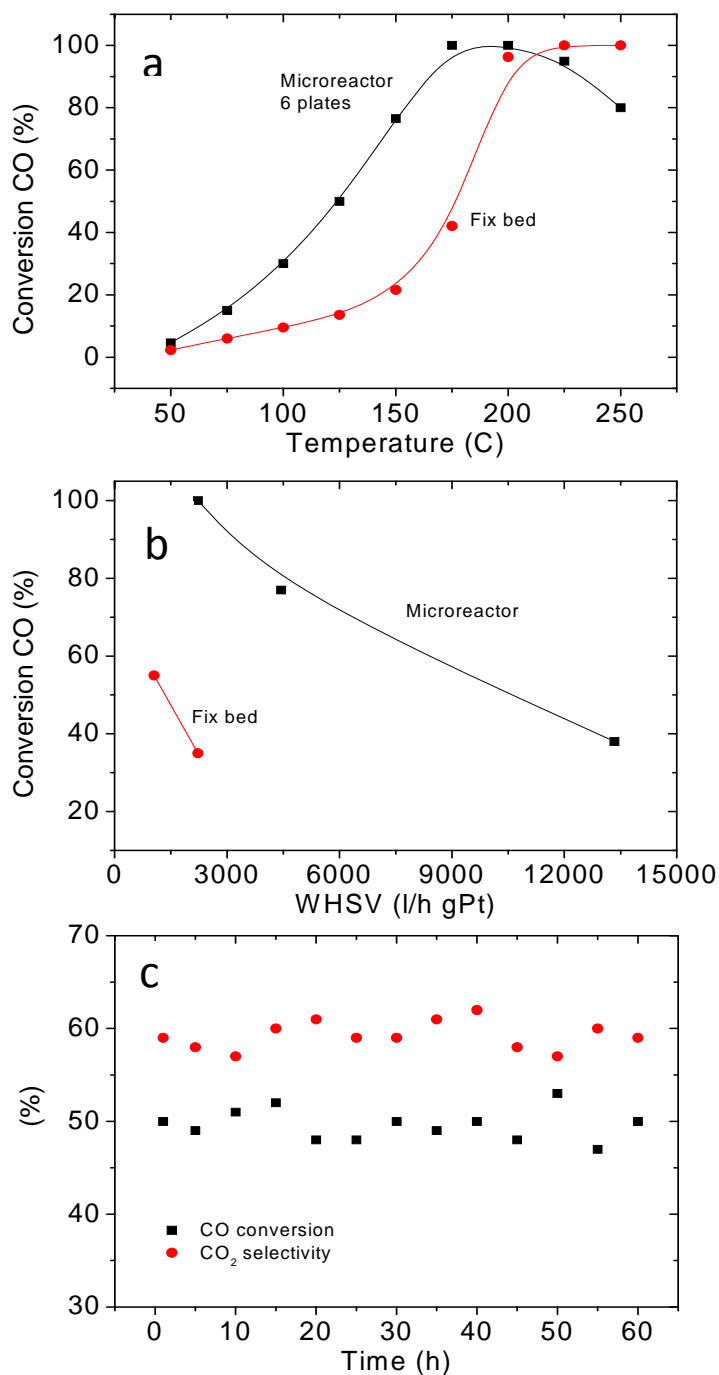 a
Microreactor
6 plates
Fix bed
Conversion CO (%)
100
80
60
40
20
0
50 100 150 200 250
Temperature (C)
b
Microreactor
Fix bed
Conversion CO (%)
100
80
60
40
20
0 3000 6000 9000 12000 15000
WHSV (l/h gPt)
c
(%)
70
60
50
40
30
CO conversion
CO₂ selectivity
0 10 20 30 40 50 60
Time (h)